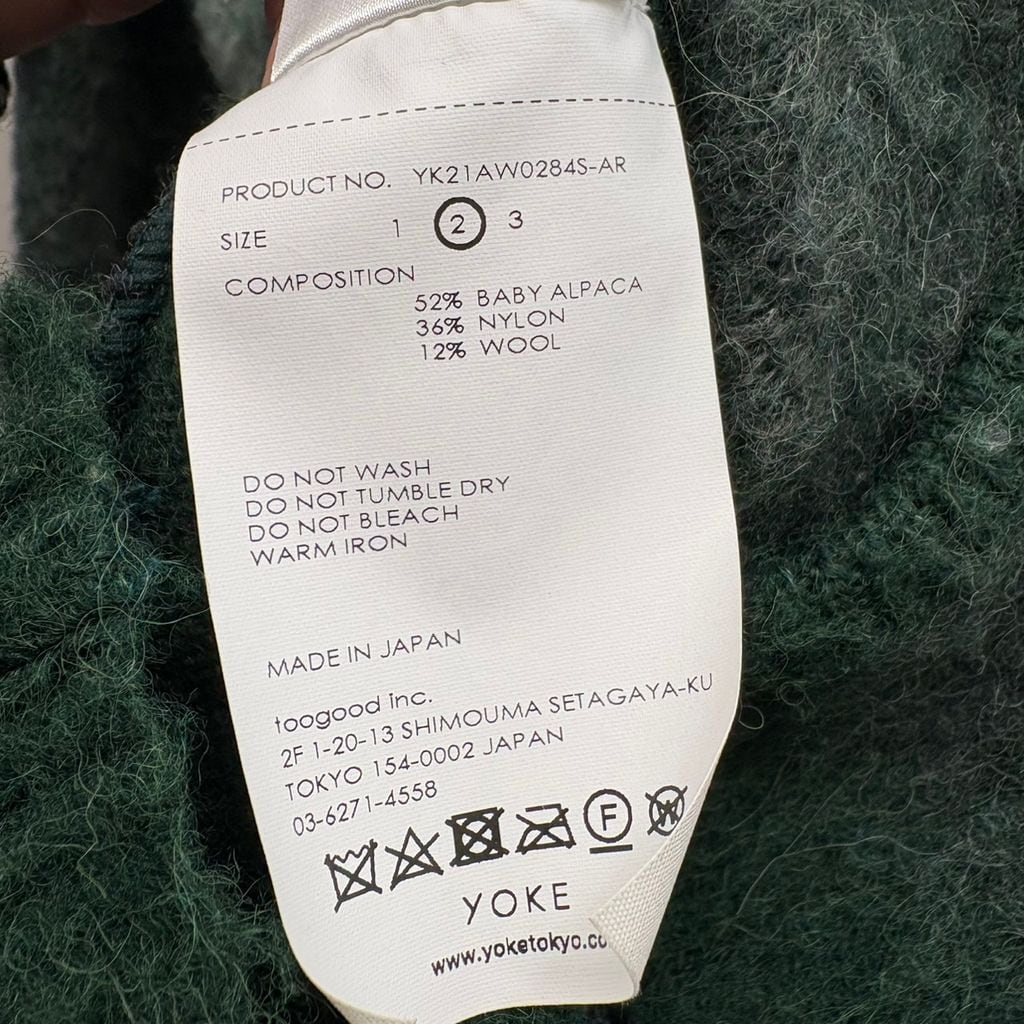 PRODUCT NO. YK21AW0284S-AR
SIZE 1 2 3
COMPOSITION
52% BABY ALPACA
36% NYLON
12% WOOL
DO NOT WASH
DO NOT TUMBLE DRY
DO NOT BLEACH
WARM IRON
MADE IN JAPAN
toogood inc.
2F 1-20-13 SHIMOUMA SETAGAYA-KU
TOKYO 154-0002 JAPAN
03-6271-4558
F W
YOKE
www.yoketokyo.co